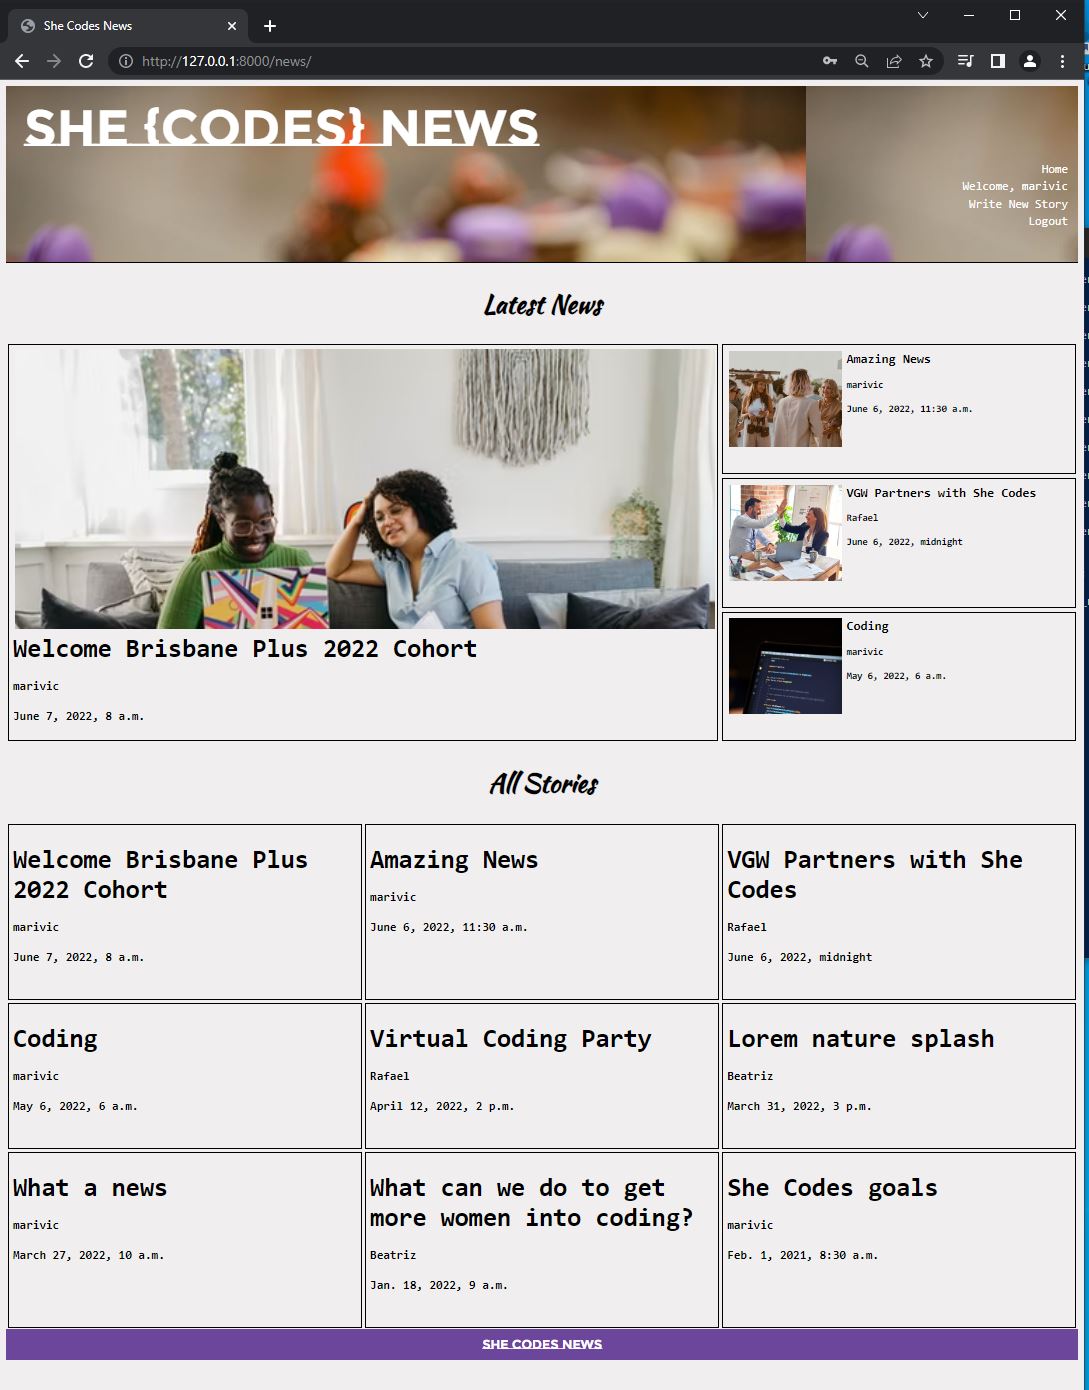 She Codes News
http://127.0.0.1:8000/news/
SHE {CODES} NEWS
Home
Welcome, marivic
Write New Story
Logout
Latest News
Welcome Brisbane Plus 2022 Cohort
marivic
June 7, 2022, 8 a.m.
Amazing News
marivic
June 6, 2022, 11:30 a.m.
VGW Partners with She Codes
Rafael
June 6, 2022, midnight
Coding
marivic
May 6, 2022, 6 a.m.
All Stories
Welcome Brisbane Plus
2022 Cohort
marivic
June 7, 2022, 8 a.m.
Amazing News
marivic
June 6, 2022, 11:30 a.m.
VGW Partners with She
Codes
Rafael
June 6, 2022, midnight
Coding
marivic
May 6, 2022, 6 a.m.
Virtual Coding Party
Rafael
April 12, 2022, 2 p.m.
Lorem nature splash
Beatriz
March 31, 2022, 3 p.m.
What a news
marivic
March 27, 2022, 10 a.m.
What can we do to get
more women into coding?
Beatriz
Jan. 18, 2022, 9 a.m.
She Codes goals
marivic
Feb. 1, 2021, 8:30 a.m.
SHE CODES NEWS